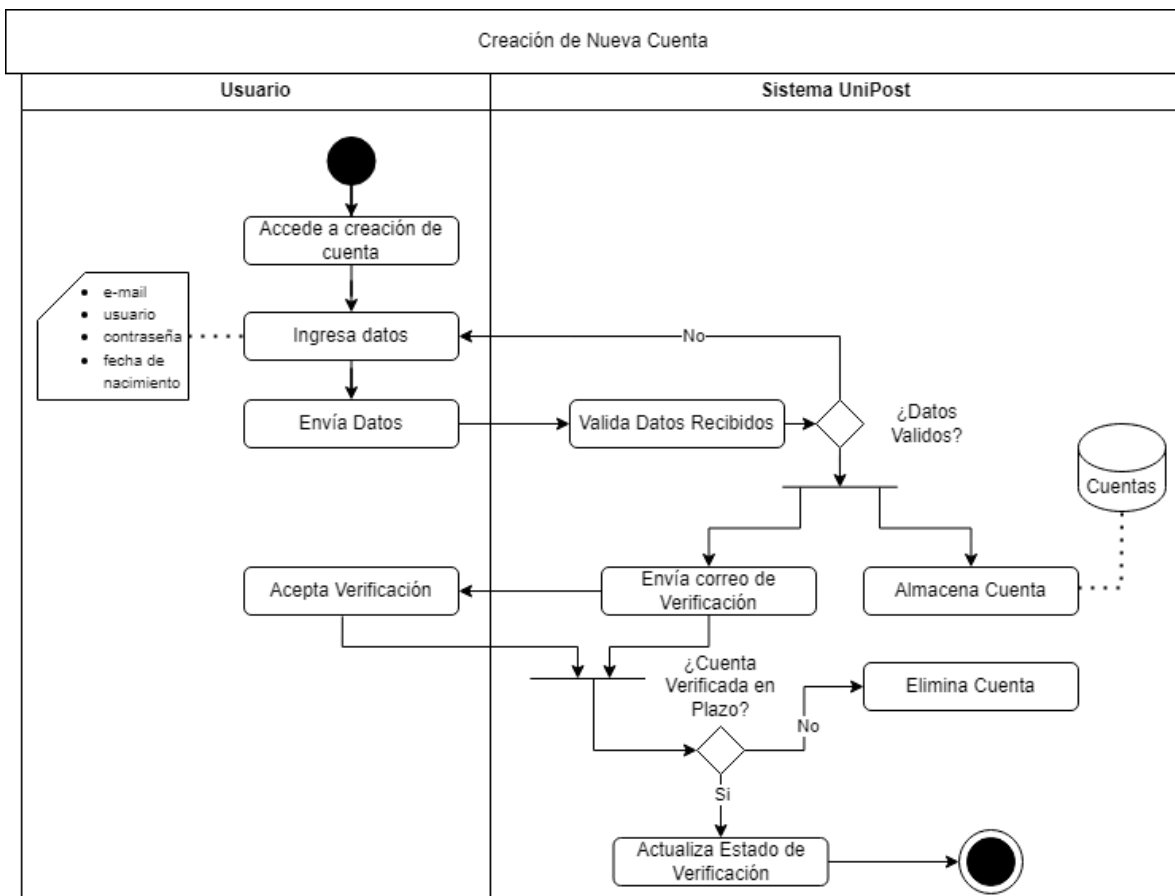 Creación de Nueva Cuenta
Usuario
Sistema UniPost
Accede a creación de
cuenta
e-mail
usuario
contraseña
fecha de
nacimiento
Ingresa datos
No
Envía Datos
Valida Datos Recibidos
¿Datos
Validos?
Cuentas
Acepta Verificación
Envía correo de
Verificación
Almacena Cuenta
¿Cuenta
Verificada en
Plazo?
Elimina Cuenta
No
Si
Actualiza Estado de
Verificación